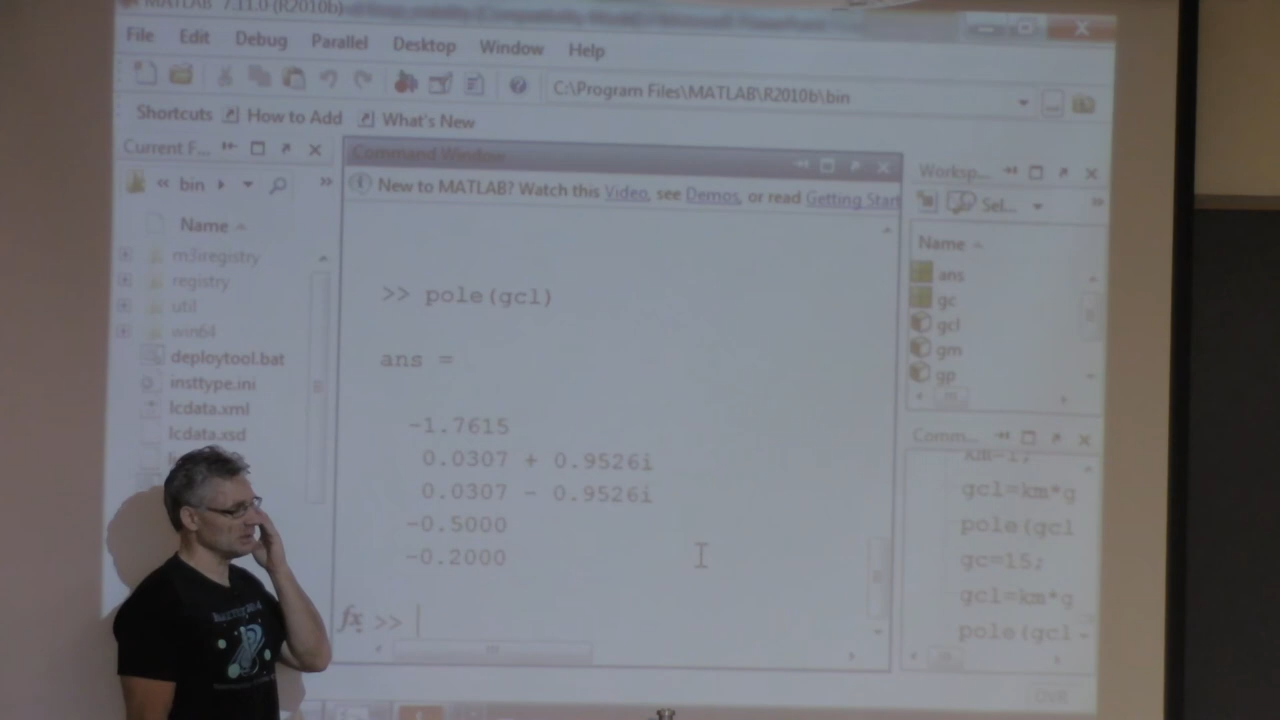 MATLAB 7.11.0 (R2010b)
File Edit Debug Parallel Desktop Window Help
C:\Program Files\MATLAB\R2010b\bin
Shortcuts How to Add What's New
Current F...
« bin
»
Name
m3iregistry
registry
util
win64
deploytool.bat
insttype.ini
lcdata.xml
lcdata.xsd
Command Window
New to MATLAB? Watch this Video, see Demos, or read Getting Start
>> pole(gcl)
ans =
-1.7615
0.0307 + 0.9526i
0.0307 - 0.9526i
-0.5000
-0.2000
fx >>
Worksp...
Sel...
»
Name
ans
gc
gcl
gm
gp
Comm...
gcl=km*g
pole(gcl
gc=15;
gcl=km*g
pole(gcl
OVR